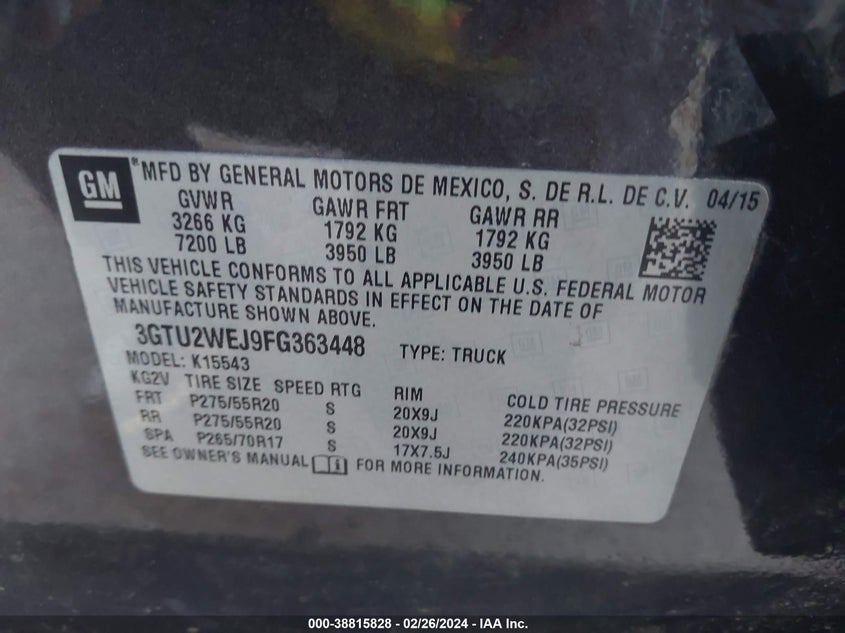 GM
® MFD BY GENERAL MOTORS DE MEXICO, S. DE R.L. DE C.V. 04/15
GVWR GAWR FRT GAWR RR
3266 KG 1792 KG 1792 KG
7200 LB 3950 LB 3950 LB
THIS VEHICLE CONFORMS TO ALL APPLICABLE U.S. FEDERAL MOTOR
VEHICLE SAFETY STANDARDS IN EFFECT ON THE DATE OF
MANUFACTURE SHOWN ABOVE.
3GTU2WEJ9FG363448 TYPE: TRUCK
MODEL: K15543
KG2V TIRE SIZE SPEED RTG RIM COLD TIRE PRESSURE
FRT P275/55R20 S 20X9J 220KPA(32PSI)
RR P275/55R20 S 20X9J 220KPA(32PSI)
SPA P265/70R17 S 17X7.5J 240KPA(35PSI)
SEE OWNER'S MANUAL FOR MORE INFORMATION.
000-38815828 - 02/26/2024 - IAA Inc.